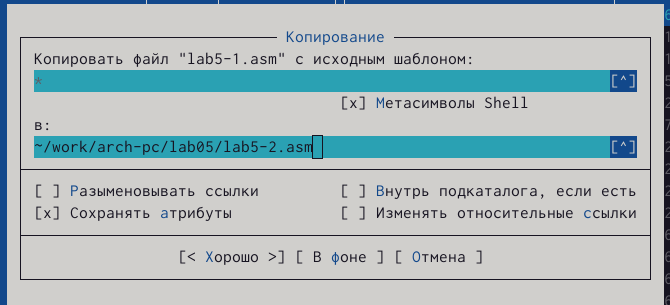 Копирование
Копировать файл "lab5-1.asm" с исходным шаблоном:
* [^]
[x] Метасимволы Shell
в:
~/work/arch-pc/lab05/lab5-2.asm [^]
[ ] Разыменовывать ссылки [ ] Внутрь подкаталога, если есть
[x] Сохранять атрибуты [ ] Изменять относительные ссылки
[< Хорошо >] [ В фоне ] [ Отмена ]